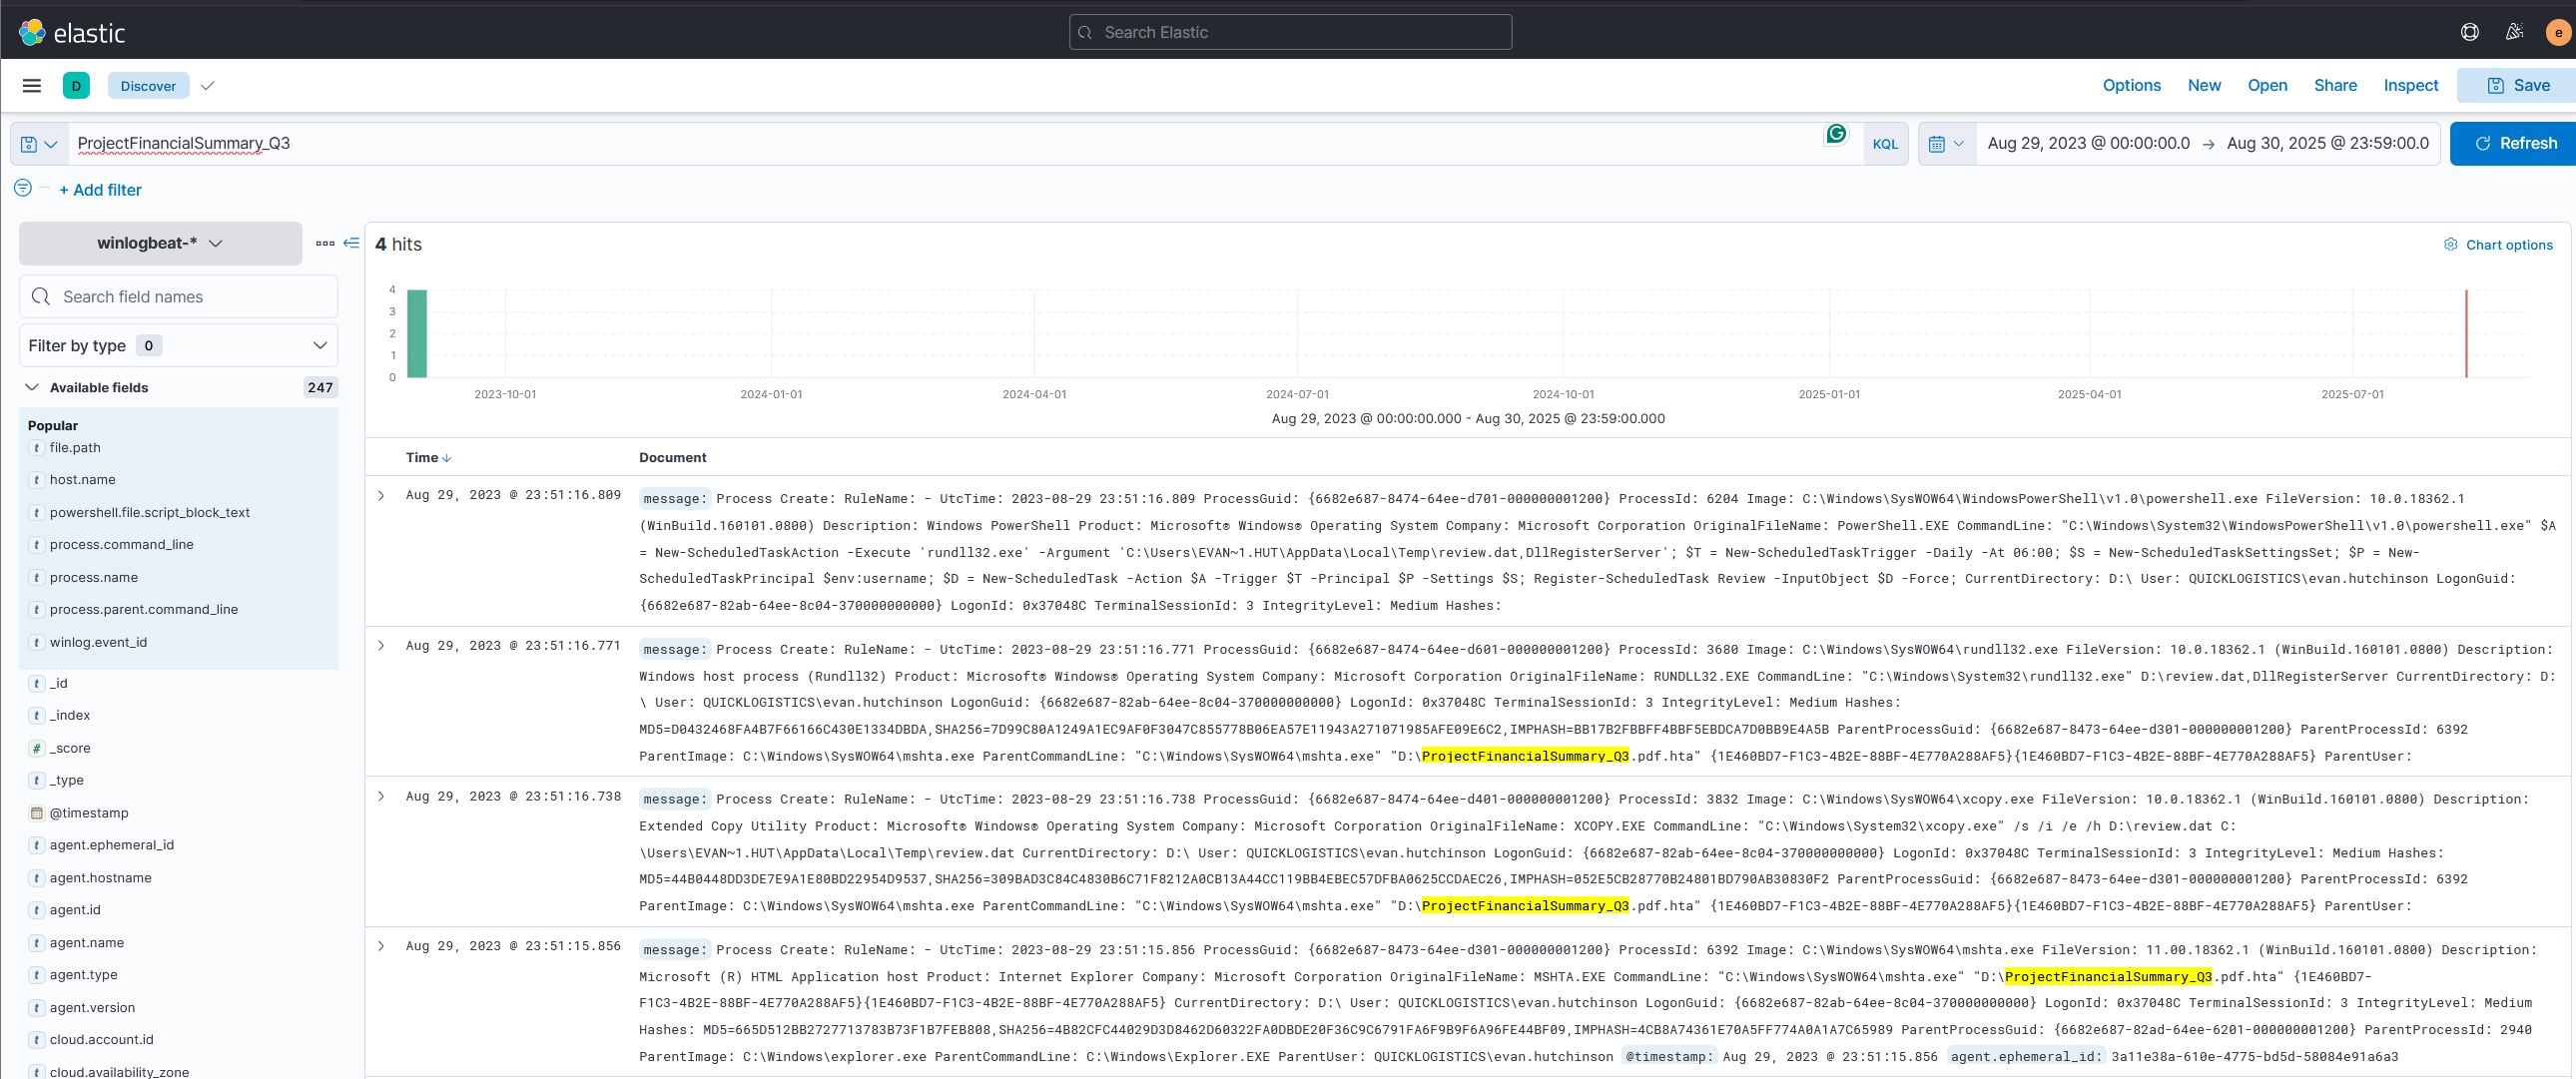 elastic
Search Elastic
e
D
Discover
Options New Open Share Inspect Save
ProjectFinancialSummary_Q3
KQL
Aug 29, 2023 @ 00:00:00.0 → Aug 30, 2025 @ 23:59:00.0
Refresh
+ Add filter
winlogbeat-*
Search field names
Filter by type 0
Available fields 247
Popular
t file.path
t host.name
t powershell.file.script_block_text
t process.command_line
t process.name
t process.parent.command_line
t winlog.event_id
t _id
t _index
# _score
t _type
@timestamp
t agent.ephemeral_id
t agent.hostname
t agent.id
t agent.name
t agent.type
t agent.version
t cloud.account.id
t cloud.availability_zone
4 hits
Chart options
4
3
2
1
0
2023-10-01 2024-01-01 2024-04-01 2024-07-01 2024-10-01 2025-01-01 2025-04-01 2025-07-01
Aug 29, 2023 @ 00:00:00.000 - Aug 30, 2025 @ 23:59:00.000
Time Document
Aug 29, 2023 @ 23:51:16.809
message: Process Create: RuleName: - UtcTime: 2023-08-29 23:51:16.809 ProcessGuid: {6682e687-8474-64ee-d701-000000001200} ProcessId: 6204 Image: C:\Windows\SysWOW64\WindowsPowerShell\v1.0\powershell.exe FileVersion: 10.0.18362.1
(WinBuild.160101.0800) Description: Windows PowerShell Product: Microsoft® Windows® Operating System Company: Microsoft Corporation OriginalFileName: PowerShell.EXE CommandLine: "C:\Windows\System32\WindowsPowerShell\v1.0\powershell.exe" $A
= New-ScheduledTaskAction -Execute 'rundll32.exe' -Argument 'C:\Users\EVAN~1.HUT\AppData\Local\Temp\review.dat,DllRegisterServer'; $T = New-ScheduledTaskTrigger -Daily -At 06:00; $S = New-ScheduledTaskSettingsSet; $P = New-
ScheduledTaskPrincipal $env:username; $D = New-ScheduledTask -Action $A -Trigger $T -Principal $P -Settings $S; Register-ScheduledTask Review -InputObject $D -Force; CurrentDirectory: D:\ User: QUICKLOGISTICS\evan.hutchinson LogonGuid:
{6682e687-82ab-64ee-8c04-370000000000} LogonId: 0x37048C TerminalSessionId: 3 IntegrityLevel: Medium Hashes:
Aug 29, 2023 @ 23:51:16.771
message: Process Create: RuleName: - UtcTime: 2023-08-29 23:51:16.771 ProcessGuid: {6682e687-8474-64ee-d601-000000001200} ProcessId: 3680 Image: C:\Windows\SysWOW64\rundll32.exe FileVersion: 10.0.18362.1 (WinBuild.160101.0800) Description:
Windows host process (Rundll32) Product: Microsoft® Windows® Operating System Company: Microsoft Corporation OriginalFileName: RUNDLL32.EXE CommandLine: "C:\Windows\System32\rundll32.exe" D:\review.dat,DllRegisterServer CurrentDirectory: D:
\ User: QUICKLOGISTICS\evan.hutchinson LogonGuid: {6682e687-82ab-64ee-8c04-370000000000} LogonId: 0x37048C TerminalSessionId: 3 IntegrityLevel: Medium Hashes:
MD5=D0432468FA4B7F66166C430E1334DBDA,SHA256=7D99C80A1249A1EC9AF0F3047C855778B06EA57E11943A271071985AFE09E6C2,IMPHASH=BB17B2FBBFF4BBF5EBDCA7D0BB9E4A5B ParentProcessGuid: {6682e687-8473-64ee-d301-000000001200} ParentProcessId: 6392
ParentImage: C:\Windows\SysWOW64\mshta.exe ParentCommandLine: "C:\Windows\SysWOW64\mshta.exe" "D:\ProjectFinancialSummary_Q3.pdf.hta" {1E460BD7-F1C3-4B2E-88BF-4E770A288AF5}{1E460BD7-F1C3-4B2E-88BF-4E770A288AF5} ParentUser:
Aug 29, 2023 @ 23:51:16.738
message: Process Create: RuleName: - UtcTime: 2023-08-29 23:51:16.738 ProcessGuid: {6682e687-8474-64ee-d401-000000001200} ProcessId: 3832 Image: C:\Windows\SysWOW64\xcopy.exe FileVersion: 10.0.18362.1 (WinBuild.160101.0800) Description:
Extended Copy Utility Product: Microsoft® Windows® Operating System Company: Microsoft Corporation OriginalFileName: XCOPY.EXE CommandLine: "C:\Windows\System32\xcopy.exe" /s /i /e /h D:\review.dat C:
\Users\EVAN~1.HUT\AppData\Local\Temp\review.dat CurrentDirectory: D:\ User: QUICKLOGISTICS\evan.hutchinson LogonGuid: {6682e687-82ab-64ee-8c04-370000000000} LogonId: 0x37048C TerminalSessionId: 3 IntegrityLevel: Medium Hashes:
MD5=44B0448DD3DE7E9A1E80BD22954D9537,SHA256=309BAD3C84C4830B6C71F8212A0CB13A44CC119BB4EBEC57DFBA0625CCDAEC26,IMPHASH=052E5CB28770B24801BD790AB30830F2 ParentProcessGuid: {6682e687-8473-64ee-d301-000000001200} ParentProcessId: 6392
ParentImage: C:\Windows\SysWOW64\mshta.exe ParentCommandLine: "C:\Windows\SysWOW64\mshta.exe" "D:\ProjectFinancialSummary_Q3.pdf.hta" {1E460BD7-F1C3-4B2E-88BF-4E770A288AF5}{1E460BD7-F1C3-4B2E-88BF-4E770A288AF5} ParentUser:
Aug 29, 2023 @ 23:51:15.856
message: Process Create: RuleName: - UtcTime: 2023-08-29 23:51:15.856 ProcessGuid: {6682e687-8473-64ee-d301-000000001200} ProcessId: 6392 Image: C:\Windows\SysWOW64\mshta.exe FileVersion: 11.00.18362.1 (WinBuild.160101.0800) Description:
Microsoft (R) HTML Application host Product: Internet Explorer Company: Microsoft Corporation OriginalFileName: MSHTA.EXE CommandLine: "C:\Windows\SysWOW64\mshta.exe" "D:\ProjectFinancialSummary_Q3.pdf.hta" {1E460BD7-
F1C3-4B2E-88BF-4E770A288AF5}{1E460BD7-F1C3-4B2E-88BF-4E770A288AF5} CurrentDirectory: D:\ User: QUICKLOGISTICS\evan.hutchinson LogonGuid: {6682e687-82ab-64ee-8c04-370000000000} LogonId: 0x37048C TerminalSessionId: 3 IntegrityLevel: Medium
Hashes: MD5=665D512BB2727713783B73F1B7FEB808,SHA256=4B82CFC44029D3D8462D60322FA0DBDE20F36C9C6791FA6F9B9F6A96FE44BF09,IMPHASH=4CB8A74361E70A5FF774A0A1A7C65989 ParentProcessGuid: {6682e687-82ad-64ee-6201-000000001200} ParentProcessId: 2940
ParentImage: C:\Windows\explorer.exe ParentCommandLine: C:\Windows\Explorer.EXE ParentUser: QUICKLOGISTICS\evan.hutchinson @timestamp: Aug 29, 2023 @ 23:51:15.856 agent.ephemeral_id: 3a11e38a-610e-4775-bd5d-58084e91a6a3